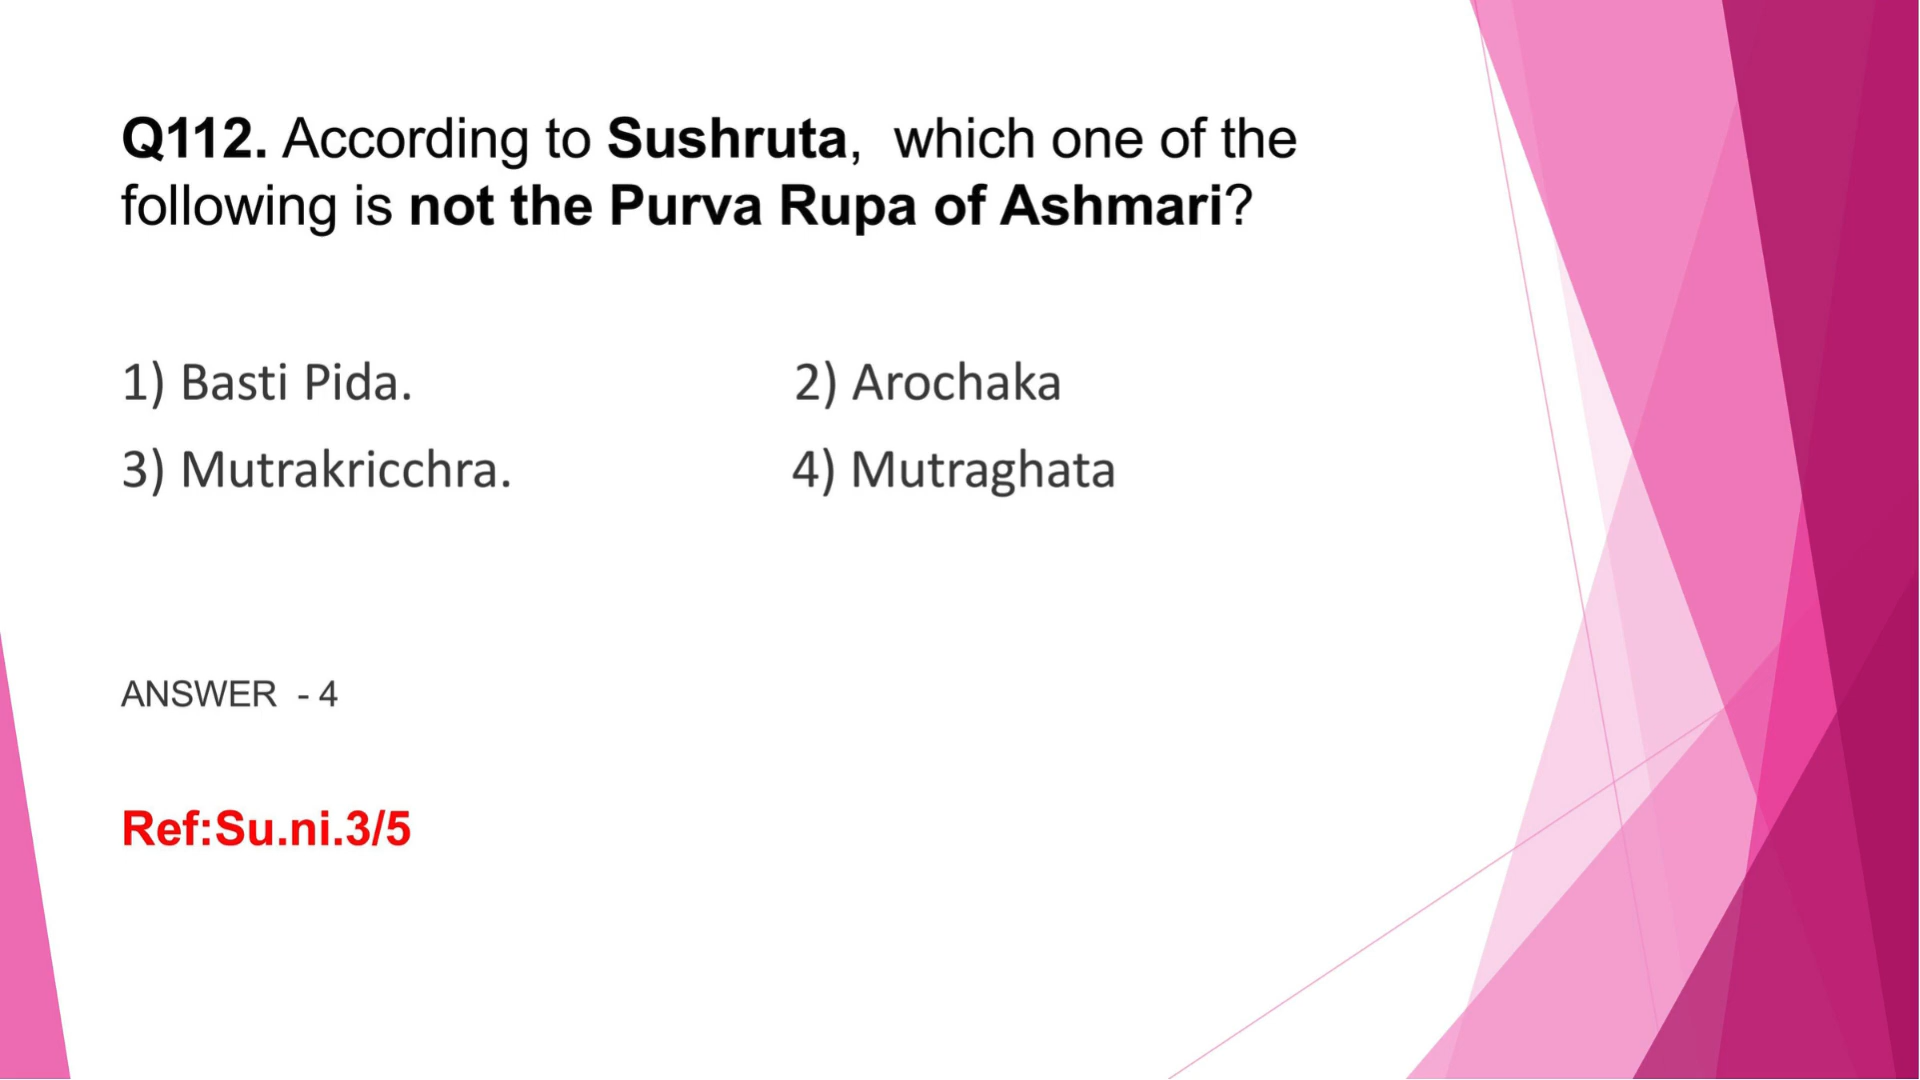 Q112. According to Sushruta,  which one of the
following is not the Purva Rupa of Ashmari?
1) Basti Pida. 2) Arochaka
3) Mutrakricchra. 4) Mutraghata
ANSWER  - 4
Ref:Su.ni.3/5